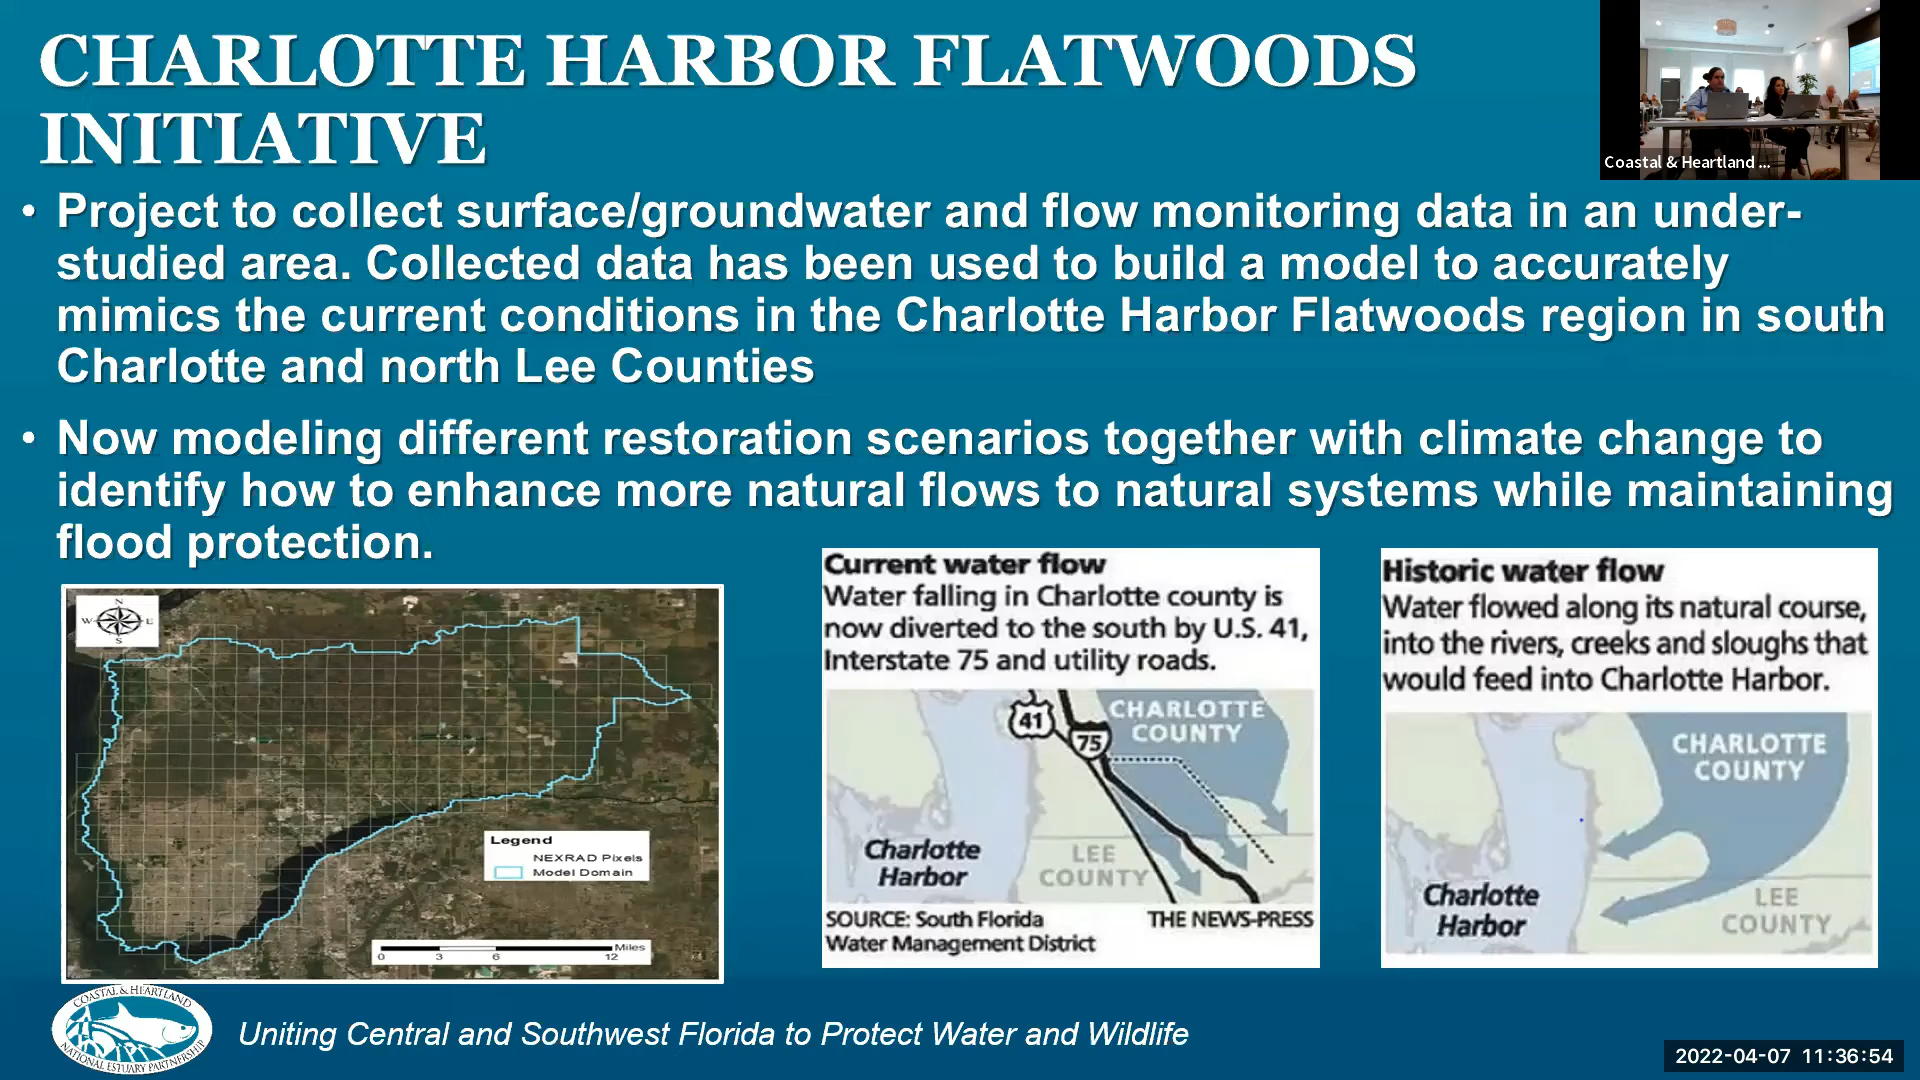 CHARLOTTE HARBOR FLATWOODS
INITIATIVE
Coastal & Heartland ...
• Project to collect surface/groundwater and flow monitoring data in an under-
studied area. Collected data has been used to build a model to accurately
mimics the current conditions in the Charlotte Harbor Flatwoods region in south
Charlotte and north Lee Counties
• Now modeling different restoration scenarios together with climate change to
identify how to enhance more natural flows to natural systems while maintaining
flood protection.
N
W E
S
Legend
NEXRAD Pixels
Model Domain
Miles
0 3 6 12
Current water flow
Water falling in Charlotte county is
now diverted to the south by U.S. 41,
Interstate 75 and utility roads.
41
75
CHARLOTTE
COUNTY
Charlotte
Harbor
LEE
COUNTY
SOURCE: South Florida
Water Management District
THE NEWS-PRESS
Historic water flow
Water flowed along its natural course,
into the rivers, creeks and sloughs that
would feed into Charlotte Harbor.
CHARLOTTE
COUNTY
Charlotte
Harbor
LEE
COUNTY
COASTAL & HEARTLAND
NATIONAL ESTUARY PARTNERSHIP
Uniting Central and Southwest Florida to Protect Water and Wildlife
2022-04-07 11:36:54